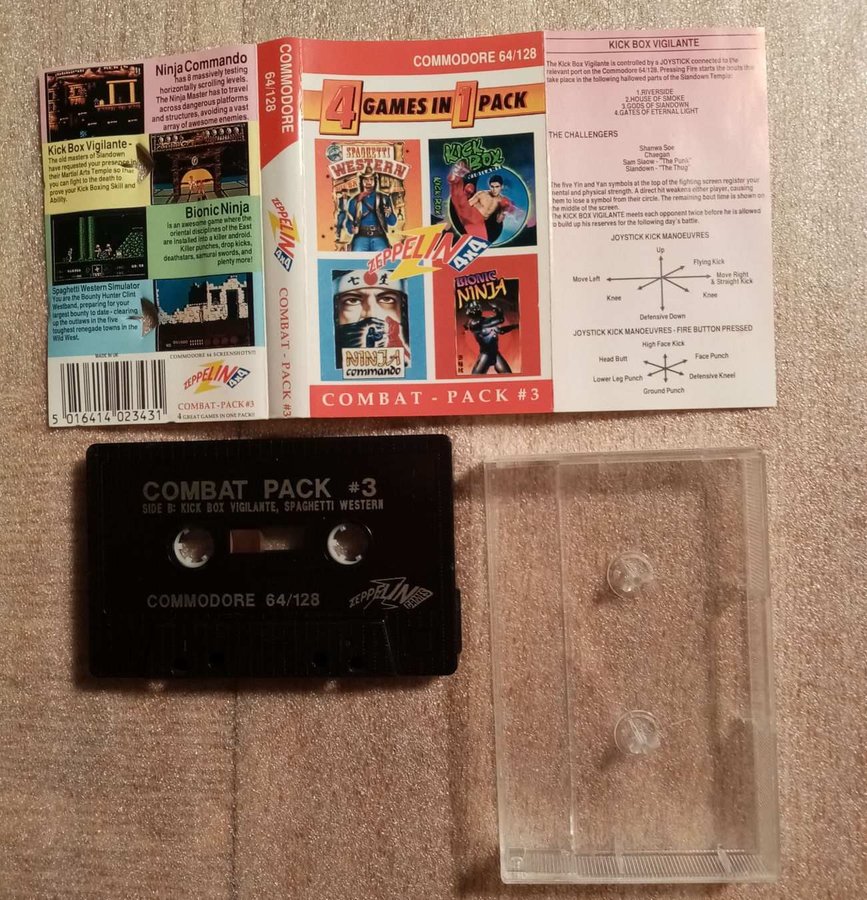 Ninja Commando
has 8 massively testing
horizontally scrolling levels.
The Ninja Master has to travel
across dangerous platforms
and structures, avoiding a vast
array of awesome enemies.
Kick Box Vigilante -
The old masters of Siandown
have requested your presence in
their Martial Arts Temple so that
you can fight to the death to
prove your Kick Boxing Skill and
Ability.
Bionic Ninja
is an awesome game where the
oriental disciplines of the East
are installed into a killer android.
Killer punches, drop kicks,
deathstars, samurai swords, and
plenty more!
Spaghetti Western Simulator
You are the Bounty Hunter Clint
Westband, preparing for your
largest bounty to date - clearing
up the outlaws in the five
toughest renegade towns in the
Wild West.
MADE IN UK
COMMODORE 64 SCREENSHOTS!!!
5 016414 023431
ZEPPELIN 4x4
COMBAT - PACK #3
4 GREAT GAMES IN ONE PACK!!
COMMODORE
64/128
ZEPPELIN 4x4
COMBAT - PACK #3
COMMODORE 64/128
4 GAMES IN 1 PACK
SPAGHETTI
WESTERN
KICK
BOX
VIGILANTE
ZEPPELIN 4x4
七 生
NINJA
commando
BIONIC
NINJA
COMBAT - PACK #3
KICK BOX VIGILANTE
The Kick Box Vigilante is controlled by a JOYSTICK connected to the
relevant port on the Commodore 64/128. Pressing Fire starts the bouts that
take place in the following hallowed parts of the Siandown Temple:
1.RIVERSIDE
2.HOUSE OF SMOKE
3.GODS OF SIANDOWN
4.GATES OF ETERNAL LIGHT
THE CHALLENGERS
Shanwa Soe
Chaegan
Sam Siaow - "The Punk"
Siandown - "The Thug"
The five Yin and Yan symbols at the top of the fighting screen register your
mental and physical strength. A direct hit weakens either player, causing
them to lose a symbol from their circle. The remaining bout time is shown on
the middle of the screen.
The KICK BOX VIGILANTE meets each opponent twice before he is allowed
to build up his reserves for the following day's battle.
JOYSTICK KICK MANOEUVRES
Up
Flying Kick
Move Left
Move Right
& Straight Kick
Knee
Knee
Defensive Down
JOYSTICK KICK MANOEUVRES - FIRE BUTTON PRESSED
High Face Kick
Head Butt
Face Punch
Lower Leg Punch
Defensive Kneel
Ground Punch
COMBAT PACK #3
SIDE B: KICK BOX VIGILANTE, SPAGHETTI WESTERN
COMMODORE 64/128
ZEPPELIN GAMES